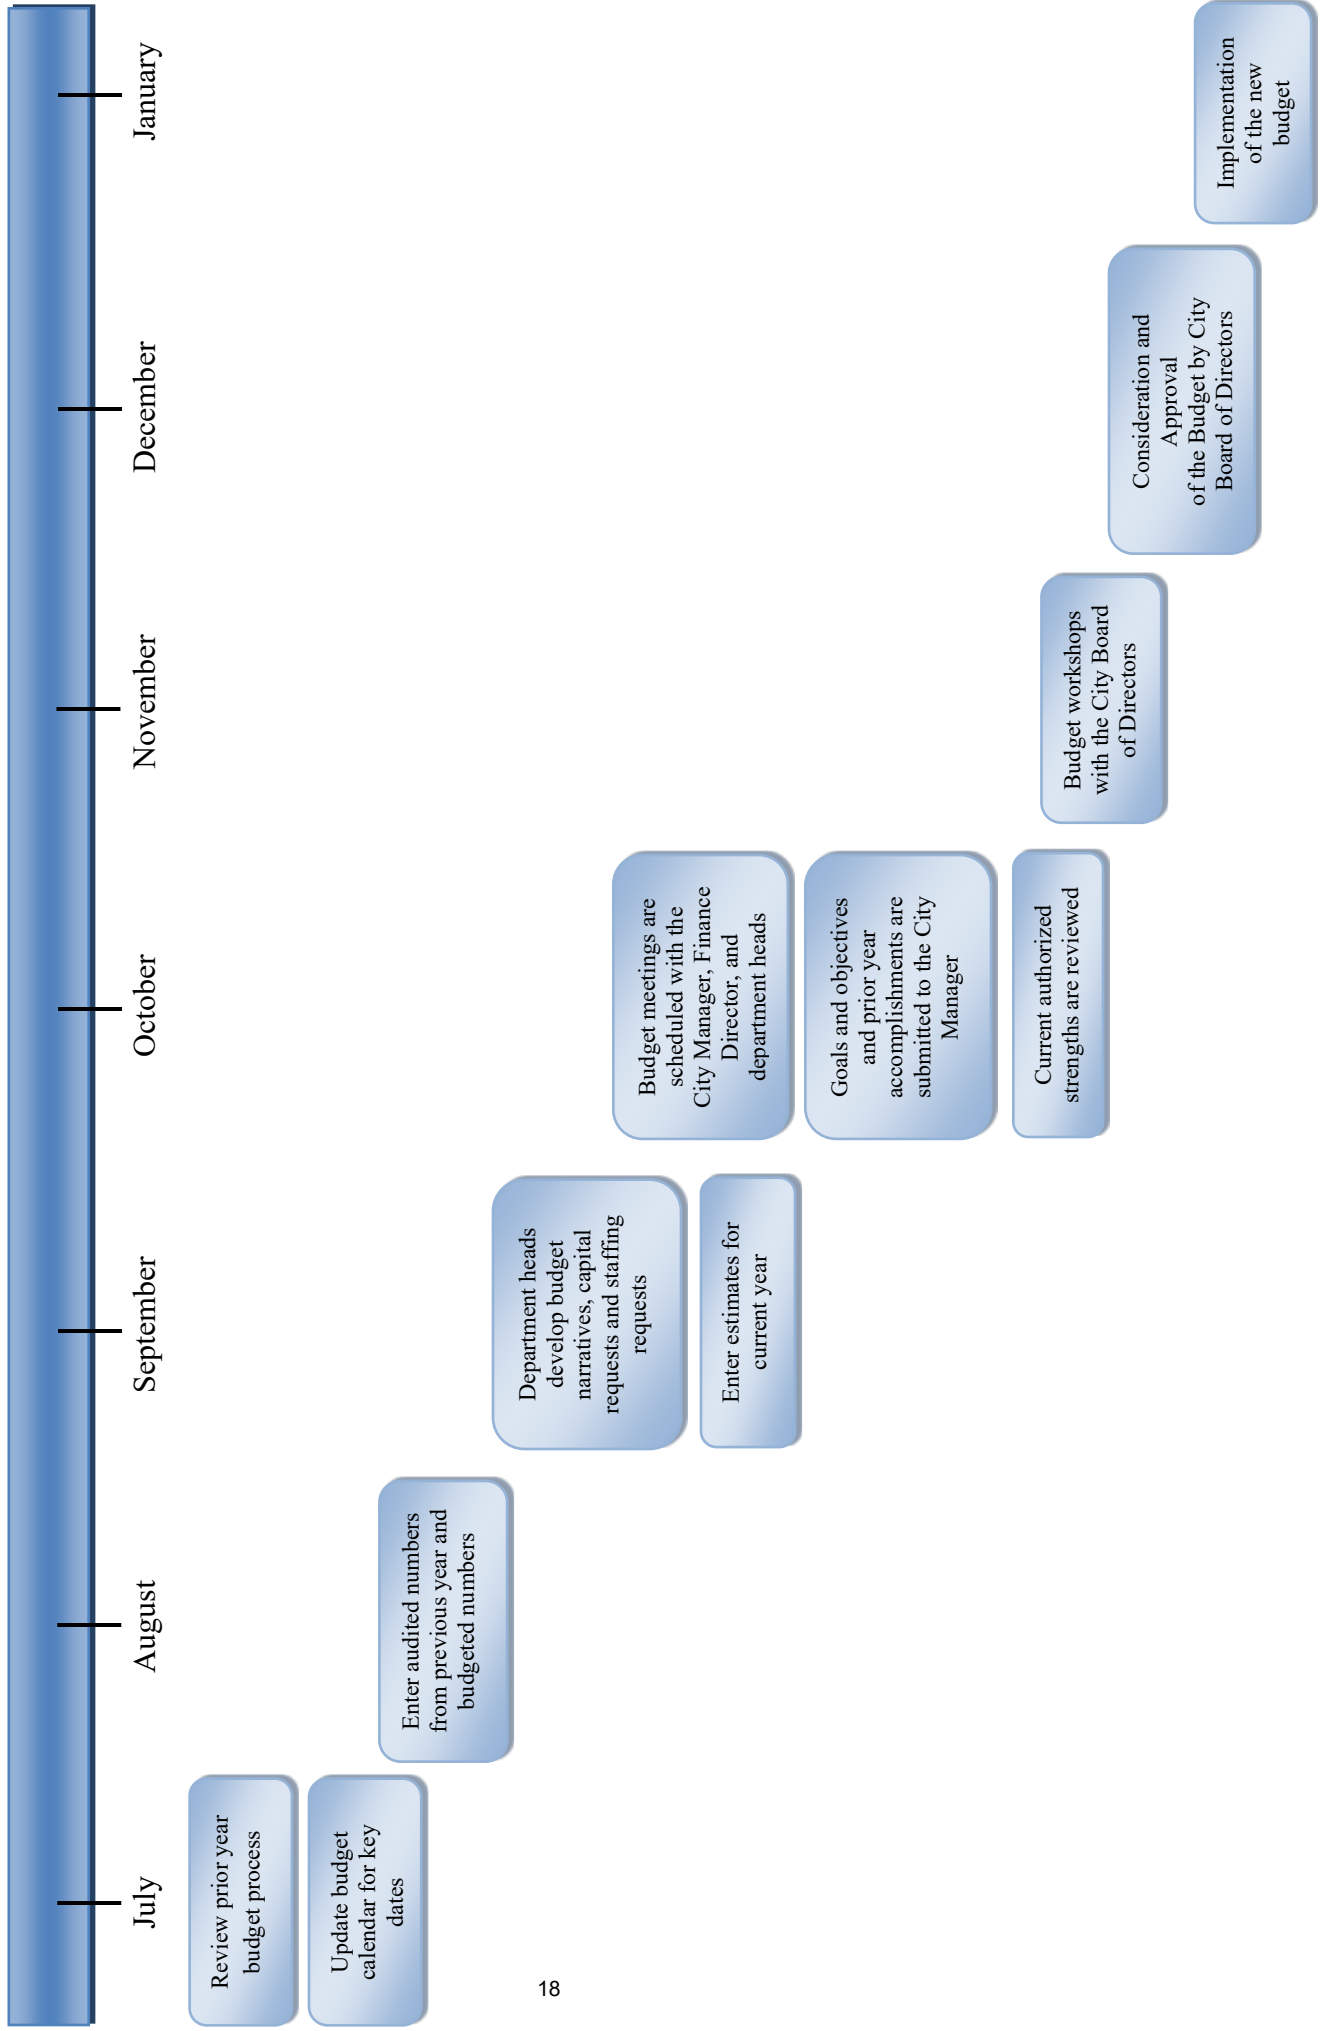 July
August
September
October
November
December
January
Review prior year
budget process
Update budget
calendar for key
dates
Enter audited numbers
from previous year and
budgeted numbers
Department heads
develop budget
narratives, capital
requests and staffing
requests
Enter estimates for
current year
Budget meetings are
scheduled with the
City Manager, Finance
Director, and
department heads
Goals and objectives
and prior year
accomplishments are
submitted to the City
Manager
Current authorized
strengths are reviewed
Budget workshops
with the City Board
of Directors
Consideration and
Approval
of the Budget by City
Board of Directors
Implementation
of the new
budget
18